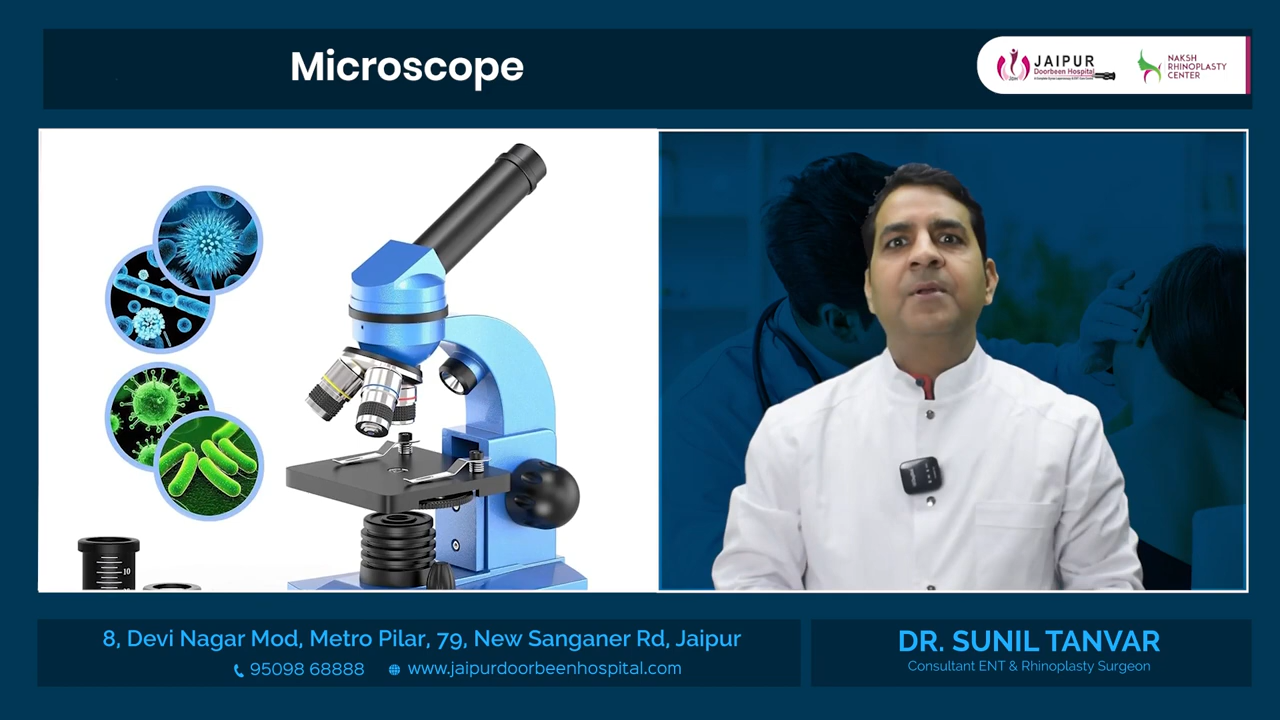 Microscope
JAIPUR
Doorbeen Hospital
NAKSH
RHINOPLASTY
CENTER
10
8, Devi Nagar Mod, Metro Pilar, 79, New Sanganer Rd, Jaipur
95098 68888 www.jaipurdoorbeenhospital.com
DR. SUNIL TANVAR
Consultant ENT & Rhinoplasty Surgeon